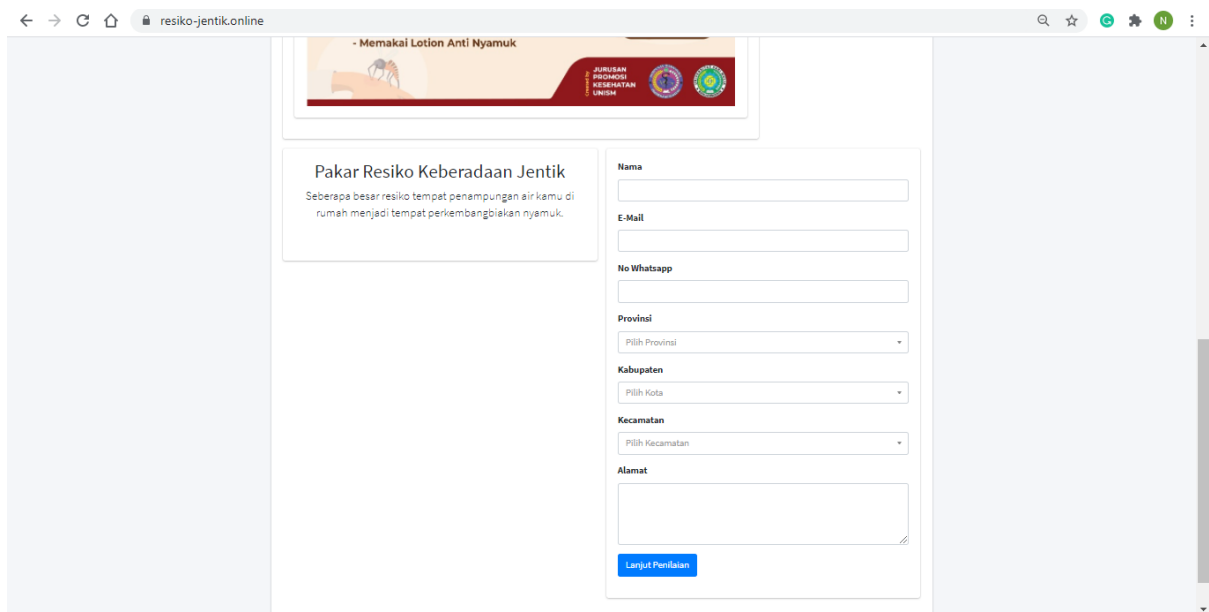 resiko-jentik.online
N
- Memakai Lotion Anti Nyamuk
Created by
JURUSAN
PROMOSI
KESEHATAN
UNISM
Pakar Resiko Keberadaan Jentik
Seberapa besar resiko tempat penampungan air kamu di
rumah menjadi tempat perkembangbiakan nyamuk.
Nama
E-Mail
No Whatsapp
Provinsi
Pilih Provinsi
Kabupaten
Pilih Kota
Kecamatan
Pilih Kecamatan
Alamat
Lanjut Penilaian